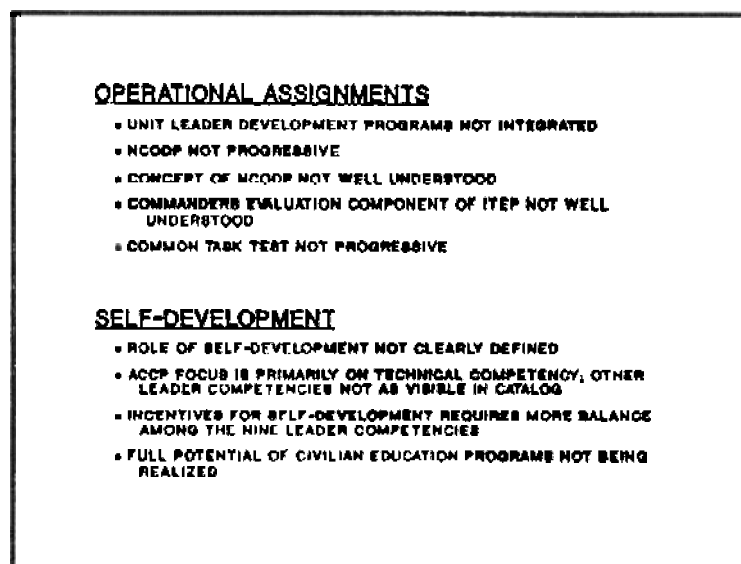 OPERATIONAL ASSIGNMENTS
• UNIT LEADER DEVELOPMENT PROGRAMS NOT INTEGRATED
• NCODP NOT PROGRESSIVE
• CONCEPT OF NCODP NOT WELL UNDERSTOOD
• COMMANDERS EVALUATION COMPONENT OF ITEP NOT WELL
UNDERSTOOD
• COMMON TASK TEST NOT PROGRESSIVE
SELF-DEVELOPMENT
• ROLE OF SELF-DEVELOPMENT NOT CLEARLY DEFINED
• ACCP FOCUS IS PRIMARILY ON TECHNICAL COMPETENCY; OTHER
LEADER COMPETENCIES NOT AS VISIBLE IN CATALOG
• INCENTIVES FOR SELF-DEVELOPMENT REQUIRES MORE BALANCE
AMONG THE NINE LEADER COMPETENCIES
• FULL POTENTIAL OF CIVILIAN EDUCATION PROGRAMS NOT BEING
REALIZED